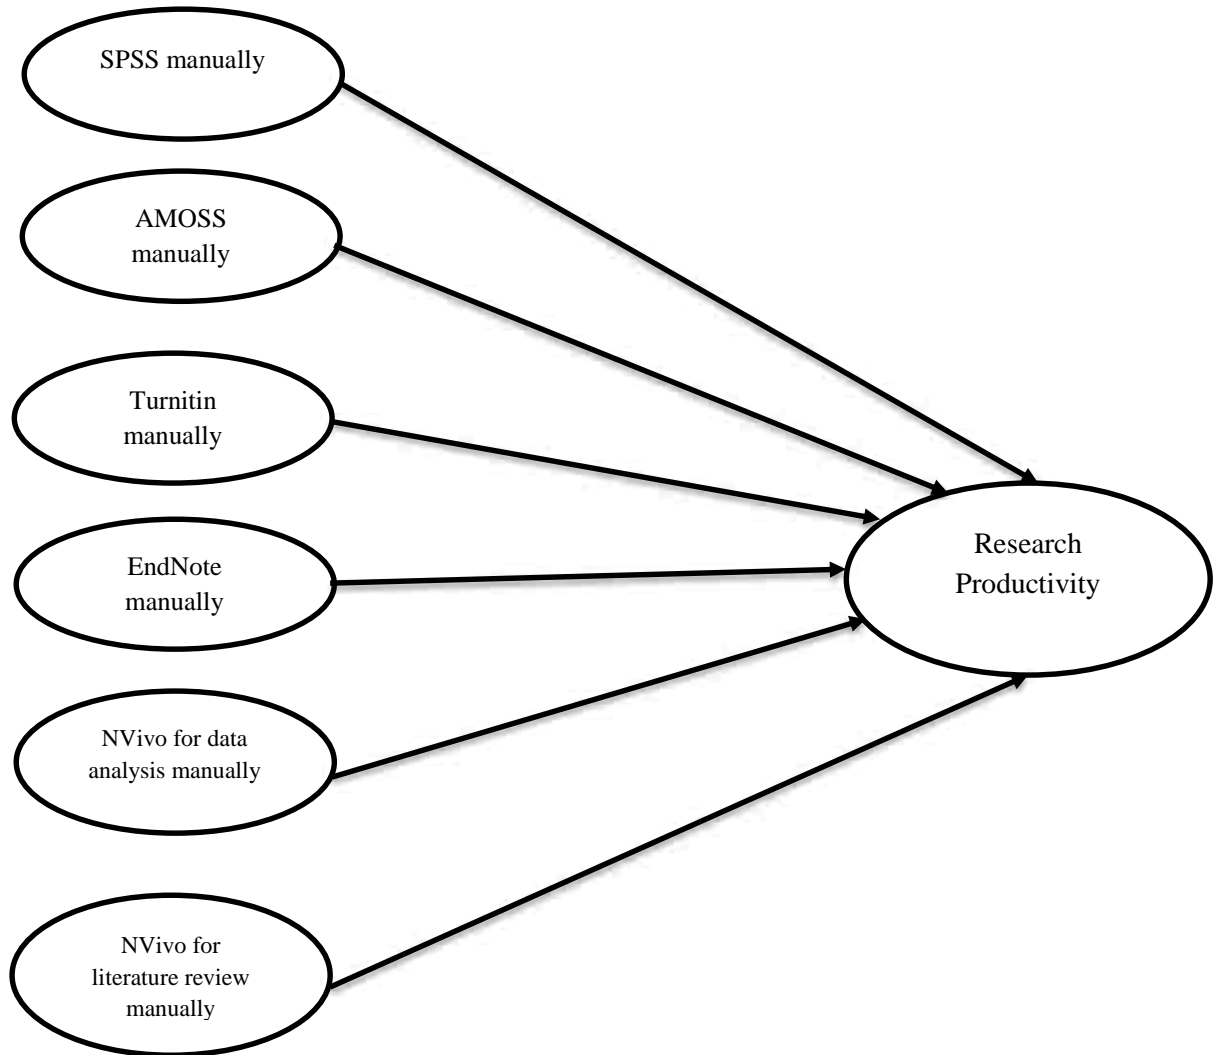 SPSS manually
AMOSS
manually
Turnitin
manually
EndNote
manually
NVivo for data
analysis manually
NVivo for
literature review
manually
Research
Productivity